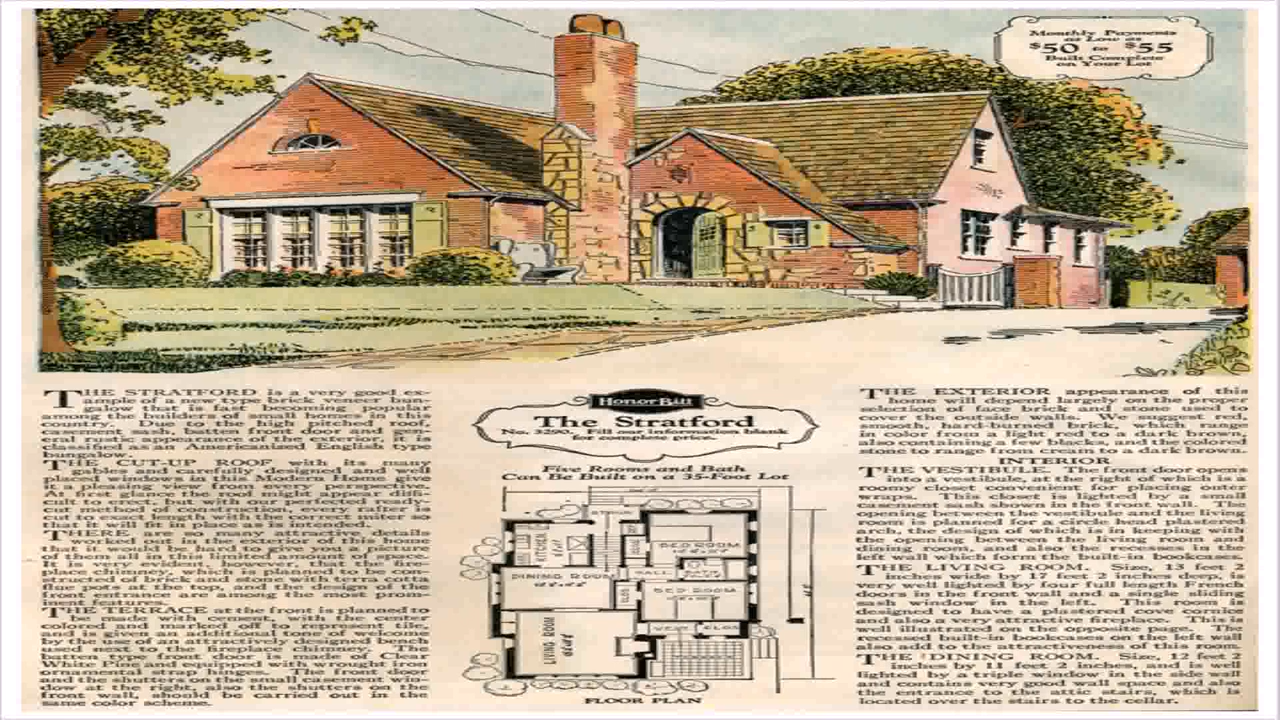 Monthly Payments
as Low as
$50 to $55
Built Complete
on Your Lot
THE STRATFORD is a very good ex-
ample of a new type brick veneer bun-
galow that is fast becoming popular
among the builders of small homes in this
country. Due to the high pitched roof,
casement sash, batten front door and gen-
eral rustic appearance of the exterior, it is
classified as an Americanized English type
bungalow.
THE CUT-UP ROOF with its many
gables and carefully designed and well
placed windows in this Modern Home give
it a pleasing view from every perspective.
At first glance the roof might appear diffi-
cult to erect, but with our perfected ready-
cut method of construction, every rafter is
cut to exact length with the correct miter so
that it will fit in place as is intended.
THERE are so many attractive details
worked out in the exterior of this home
that it would be hard to give you a picture
of them all in this limited amount of space.
It is very evident, however, that the fire-
place chimney, which is planned to be con-
structed of brick and stone with terra cotta
flue pots at the top, and the design of the
front entrance are among the most prom-
inent features.
THE TERRACE at the front is planned to
be made with cement, with the center
colored and marked off to represent tile,
and is given an additional tone of welcome
by the use of an attractively designed bench
used next to the fireplace chimney. The
batten type front door is made of Clear
White Pine and equipped with wrought iron
ornamental strap hinges. The front door
and the shutters on the small casement win-
dow at the right, also the shutters on the
front wall, should be carried out in the
same color scheme.
Honor Bilt
The Stratford
No. 3290. Fill our information blank
for complete price.
Five Rooms and Bath
Can Be Built on a 35-Foot Lot
KITCHEN
BED ROOM
DINING ROOM
HALL
BED ROOM
CLOS.
VEST.
CLOS.
LIVING ROOM
FLOOR PLAN
THE EXTERIOR appearance of this
home will depend largely on the proper
selection of face brick and stone used to
cover the outside walls. We suggest red,
smooth, hard-burned brick, which range
in color from a light red to a dark brown,
also containing a few blacks, and the colored
stone to range from cream to a dark brown.
INTERIOR
THE VESTIBULE. The front door opens
into a vestibule, at the right of which is a
roomy closet convenient for placing outer
wraps. This closet is lighted by a small
casement sash shown in the front wall. The
opening between the vestibule and the living
room is planned for a circle head plastered
arch, the design of which is in keeping with
the opening between the living room and
dining room, and also the recesses in the
left wall which form the built-in bookcases.
THE LIVING ROOM. Size, 13 feet 2
inches wide by 17 feet 2 inches deep, is
very well lighted by four full length French
doors in the front wall and a single sliding
sash window in the left. This room is
designed to have a plastered cove cornice
and also a very attractive fireplace. This is
well illustrated on the opposite page. The
recessed built-in bookcases on the left wall
also add to the attractiveness of this room.
THE DINING ROOM. Size, 12 feet 2
inches by 11 feet 2 inches, and is well
lighted by a triple window in the side wall
and contains very good wall space and also
the entrance to the attic stairs, which is
located over the stairs to the cellar.